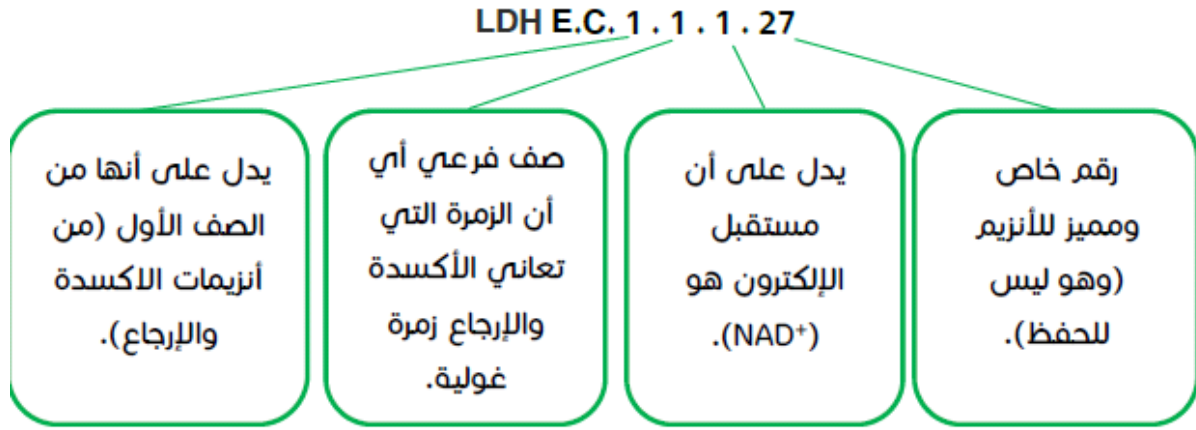 LDH E.C. 1 . 1 . 1 . 27
يدل على أنها من
الصف الأول (من
أنزيمات الاكسدة
والإرجاع).
صف فرعي أي
أن الزمرة التي
تعاني الأكسدة
والإرجاع زمرة
غولية.
يدل على أن
مستقبل
الإلكترون هو
(NAD⁺).
رقم خاص
ومميز للأنزيم
(وهو ليس
للحفظ).